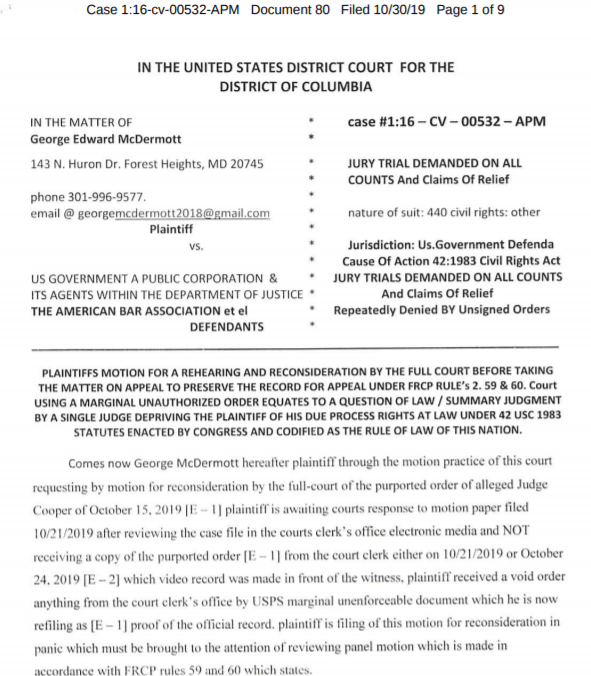 Case 1:16-cv-00532-APM Document 80 Filed 10/30/19 Page 1 of 9
IN THE UNITED STATES DISTRICT COURT FOR THE
DISTRICT OF COLUMBIA
IN THE MATTER OF * case #1:16 – CV – 00532 – APM
George Edward McDermott *
143 N. Huron Dr. Forest Heights, MD 20745 * JURY TRIAL DEMANDED ON ALL
* COUNTS And Claims Of Relief
phone 301-996-9577. *
email @ georgemcdermott2018@gmail.com * nature of suit: 440 civil rights: other
Plaintiff *
vs. * Jurisdiction: Us.Government Defenda
* Cause Of Action 42:1983 Civil Rights Act
US GOVERNMENT A PUBLIC CORPORATION & * JURY TRIALS DEMANDED ON ALL COUNTS
ITS AGENTS WITHIN THE DEPARTMENT OF JUSTICE * And Claims Of Relief
THE AMERICAN BAR ASSOCIATION et el * Repeatedly Denied BY Unsigned Orders
DEFENDANTS *
PLAINTIFFS MOTION FOR A REHEARING AND RECONSIDERATION BY THE FULL COURT BEFORE TAKING
THE MATTER ON APPEAL TO PRESERVE THE RECORD FOR APPEAL UNDER FRCP RULE's 2. 59 & 60. Court
USING A MARGINAL UNAUTHORIZED ORDER EQUATES TO A QUESTION OF LAW / SUMMARY JUDGMENT
BY A SINGLE JUDGE DEPRIVING THE PLAINTIFF OF HIS DUE PROCESS RIGHTS AT LAW UNDER 42 USC 1983
STATUTES ENACTED BY CONGRESS AND CODIFIED AS THE RULE OF LAW OF THIS NATION.
Comes now George McDermott hereafter plaintiff through the motion practice of this court
requesting by motion for reconsideration by the full-court of the purported order of alleged Judge
Cooper of October 15, 2019 [E – 1] plaintiff is awaiting courts response to motion paper filed
10/21/2019 after reviewing the case file in the courts clerk's office electronic media and NOT
receiving a copy of the purported order [E – 1] from the court clerk either on 10/21/2019 or October
24, 2019 [E – 2] which video record was made in front of the witness, plaintiff received a void order
anything from the court clerk's office by USPS marginal unenforceable document which he is now
refiling as [E – 1] proof of the official record. plaintiff is filing of this motion for reconsideration in
panic which must be brought to the attention of reviewing panel motion which is made in
accordance with FRCP rules 59 and 60 which states.